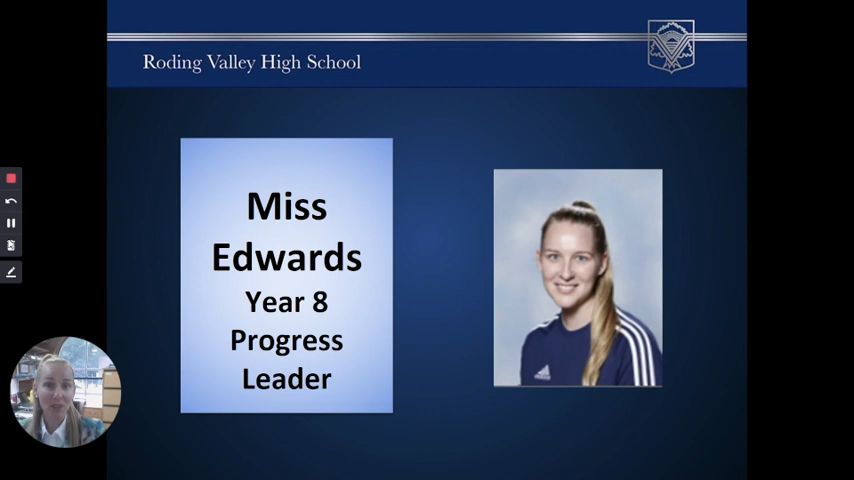 Roding Valley High School
Miss
Edwards
Year 8
Progress
Leader